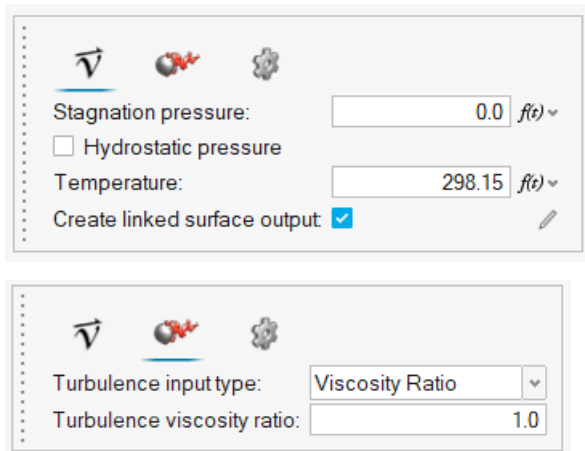 Stagnation pressure: 0.0 f(t)
Hydrostatic pressure
Temperature: 298.15 f(t)
Create linked surface output:
Turbulence input type: Viscosity Ratio
Turbulence viscosity ratio: 1.0